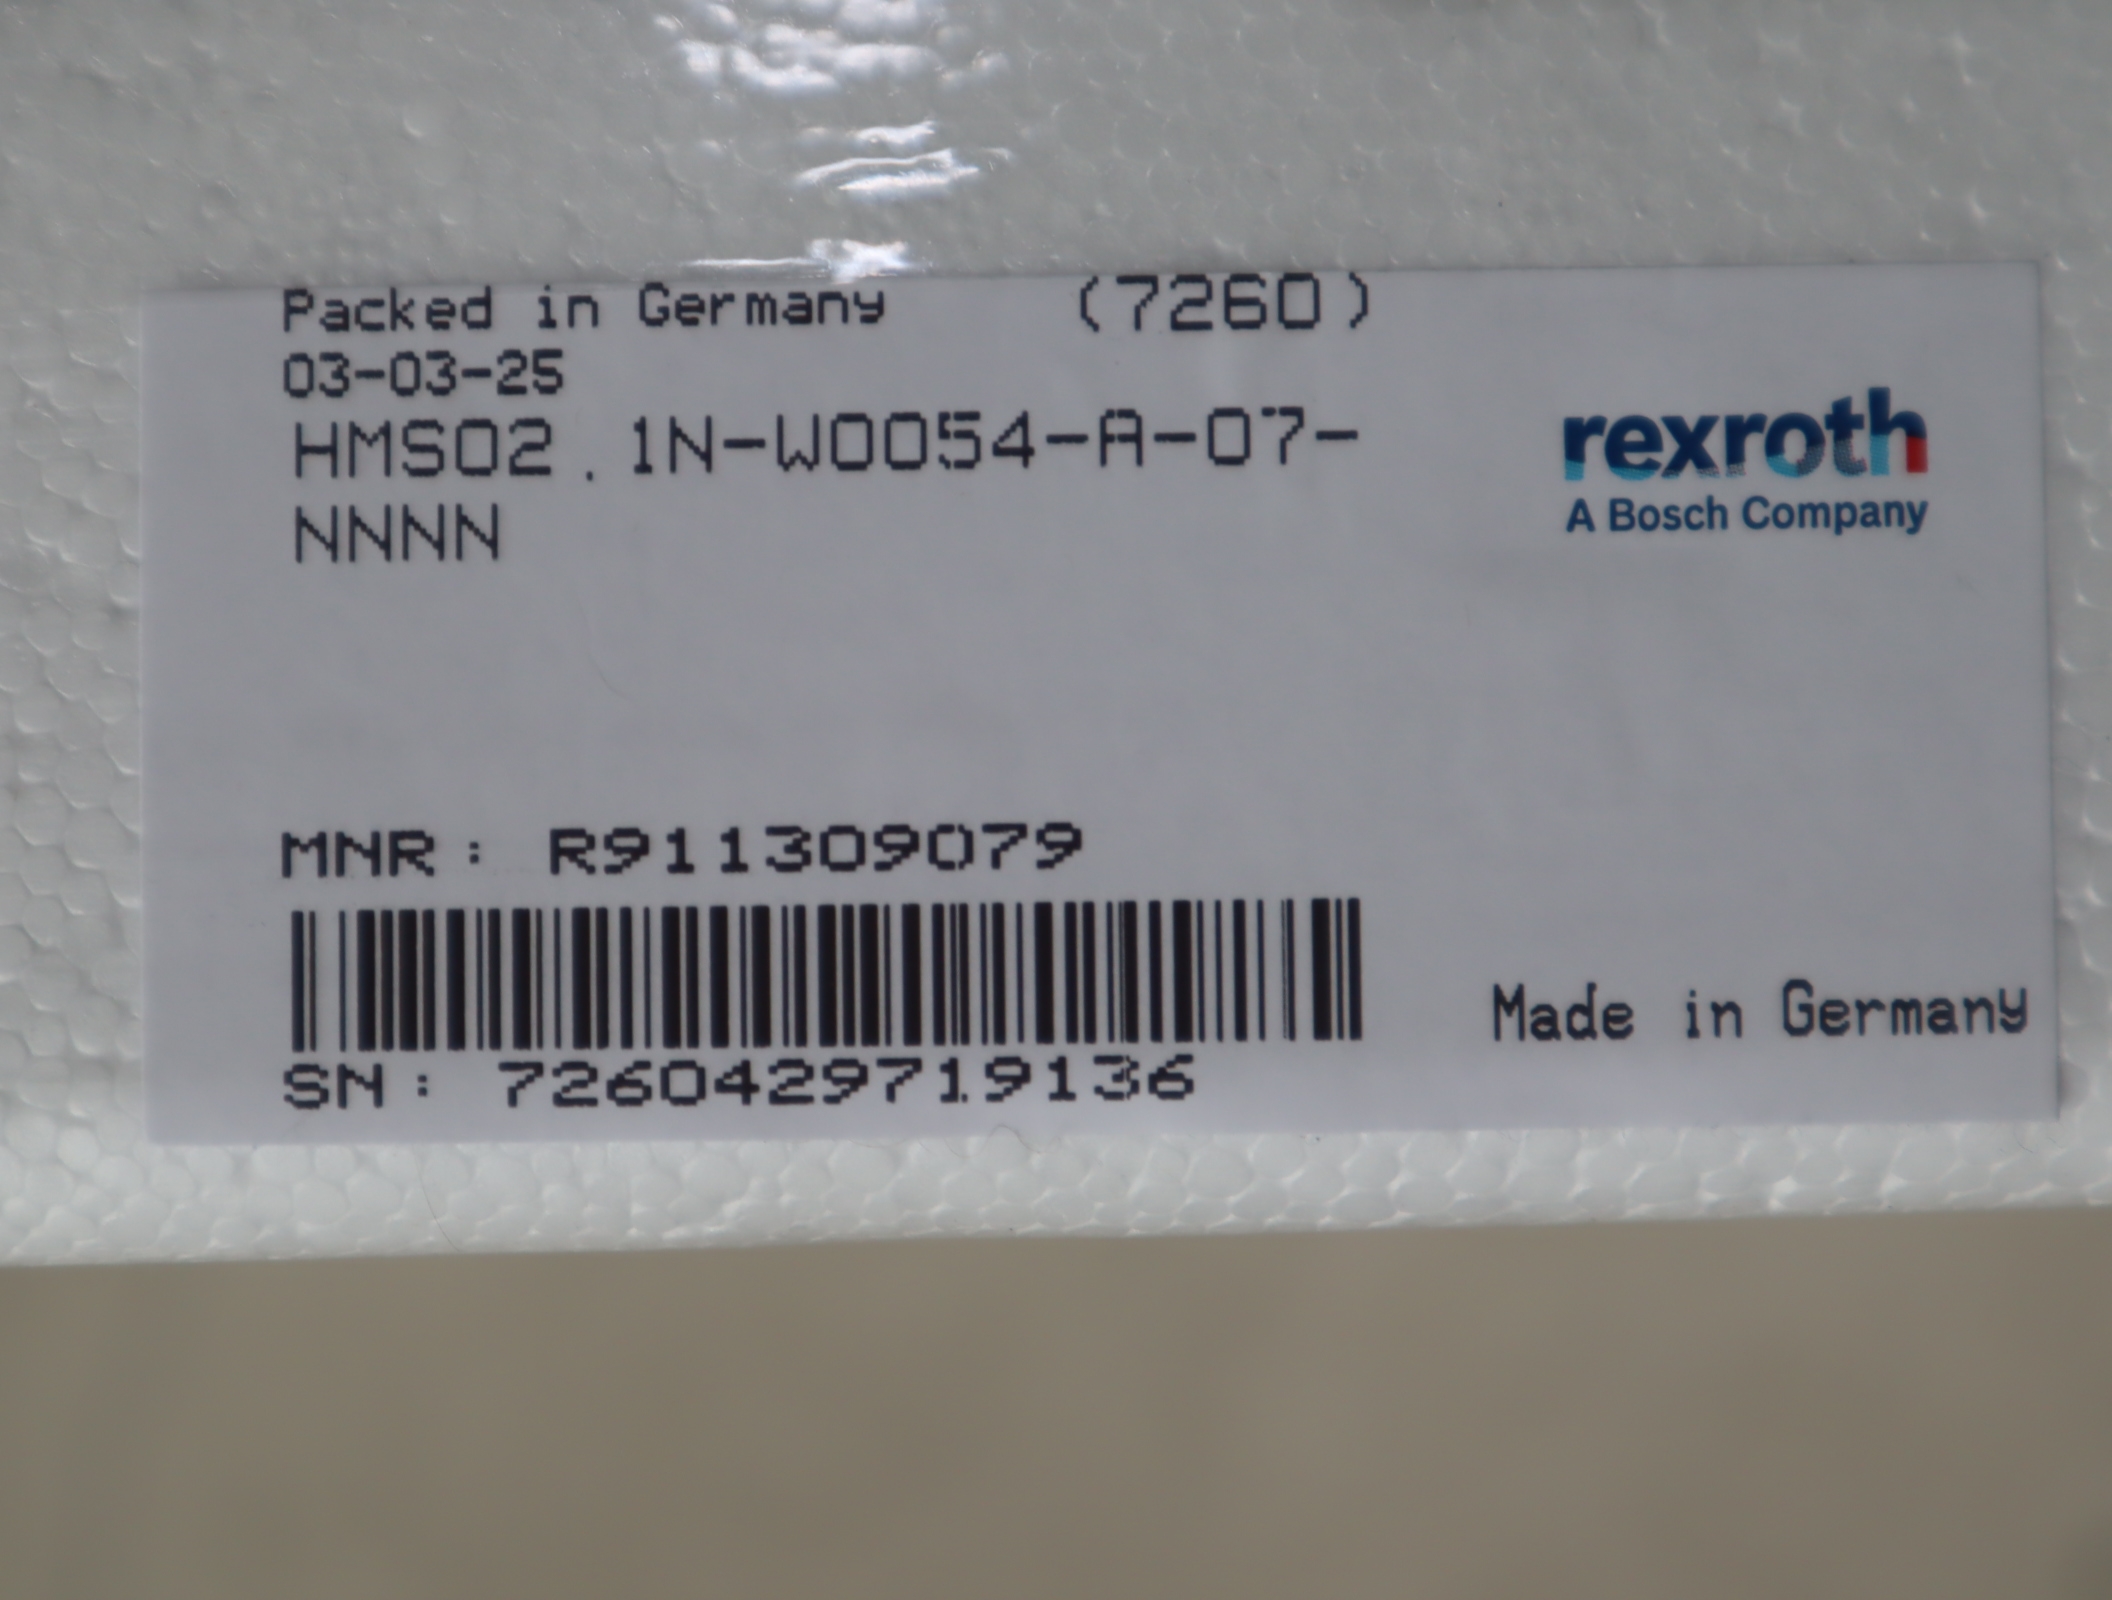 Packed in Germany (7260)
03-03-25
HMS02.1N-W0054-A-07-
NNNN
rexroth
A Bosch Company
MNR: R911309079
SN: 7260429719136
Made in Germany